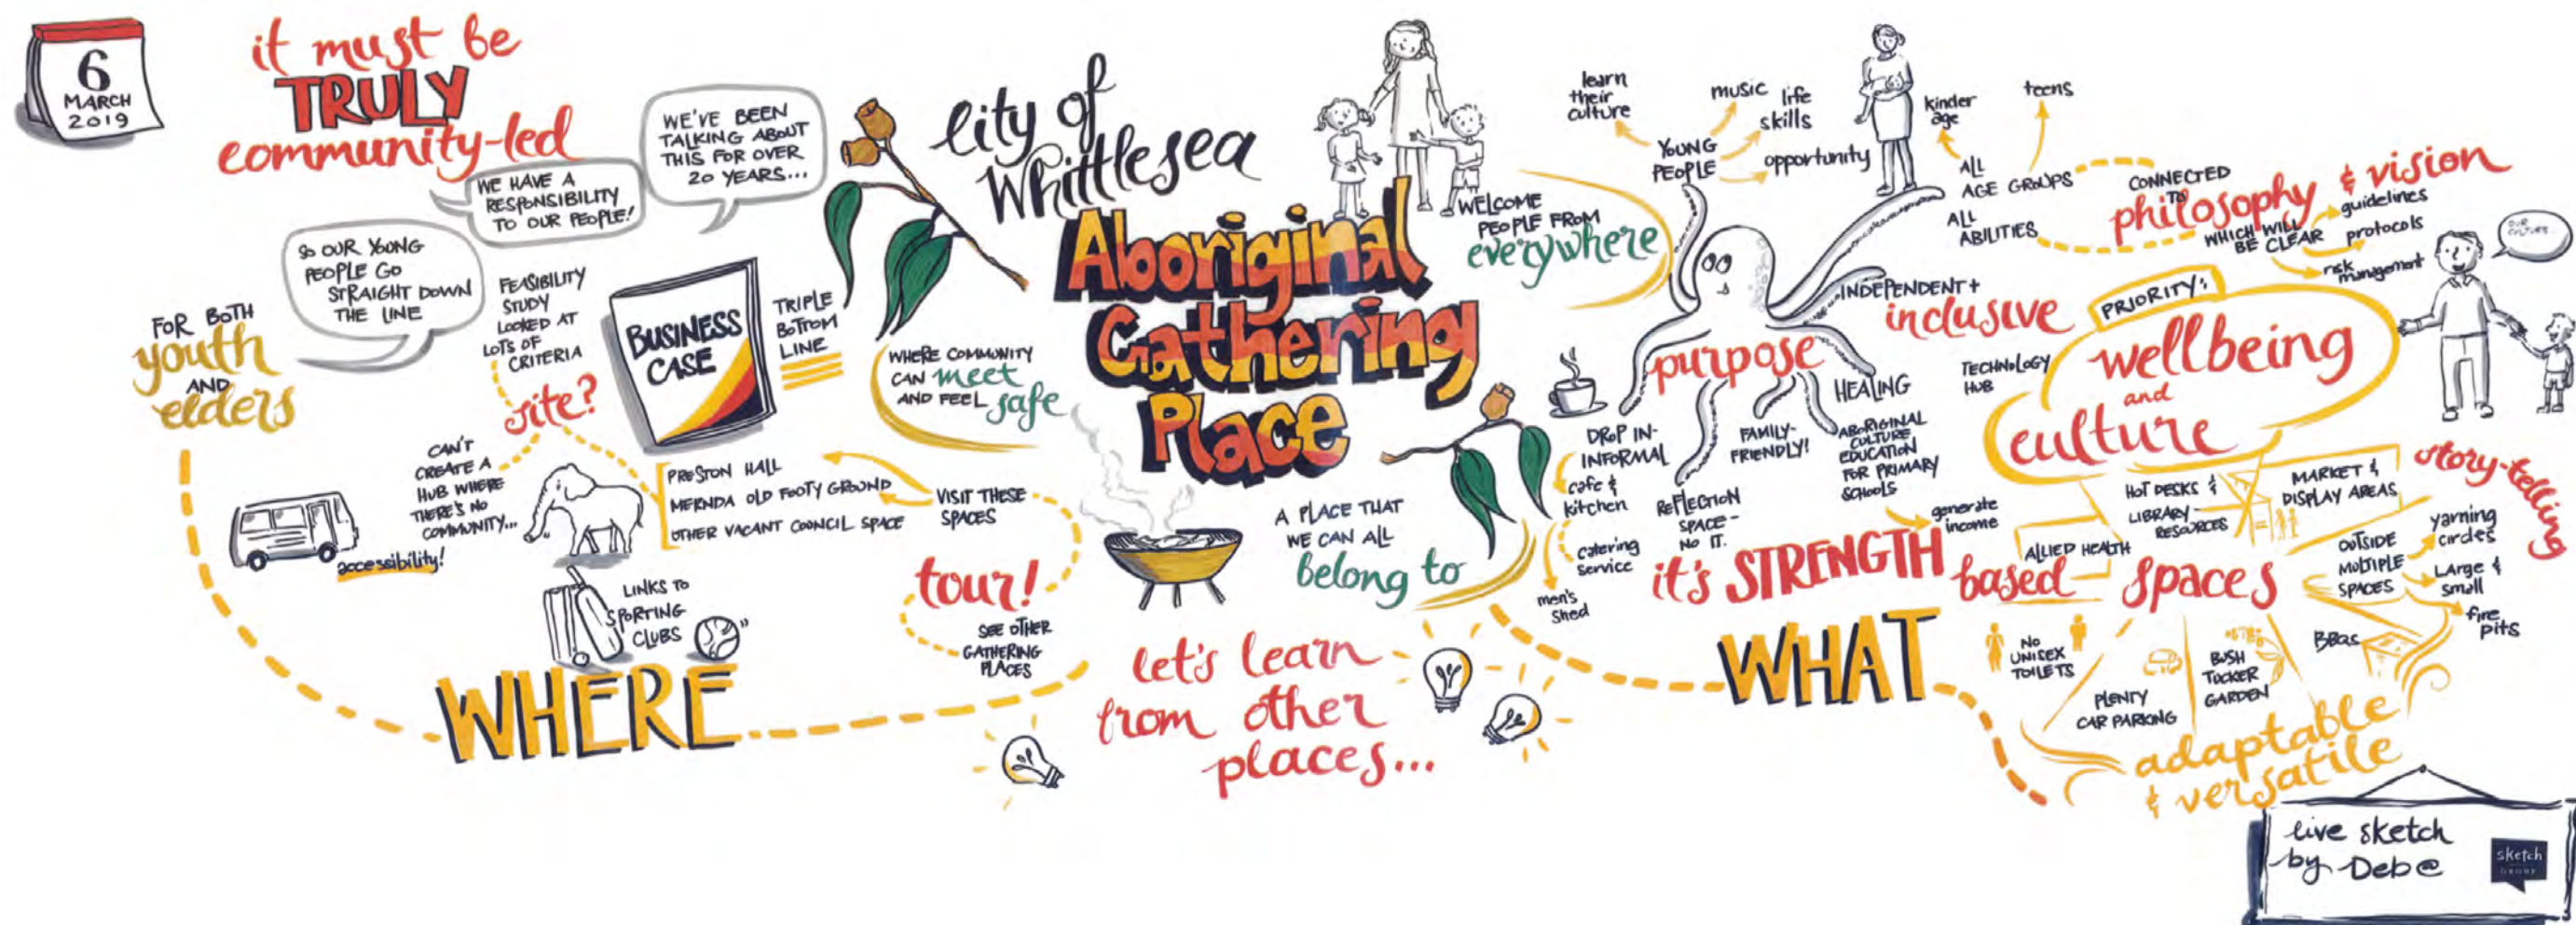 6
MARCH
2019
it must be
TRULY
community-led
WE HAVE A
RESPONSIBILITY
TO OUR PEOPLE!
WE'VE BEEN
TALKING ABOUT
THIS FOR OVER
20 YEARS...
SO OUR YOUNG
PEOPLE GO
STRAIGHT DOWN
THE LINE
FOR BOTH
youth
AND
elders
FEASIBILITY
STUDY
LOOKED AT
LOTS OF
CRITERIA
site?
BUSINESS
CASE
TRIPLE
BOTTOM
LINE
CAN'T
CREATE A
HUB WHERE
THERE'S NO
COMMUNITY...
accessibility!
PRESTON HALL
MERNDA OLD FOOTY GROUND
OTHER VACANT COUNCIL SPACE
VISIT THESE
SPACES
LINKS TO
SPORTING
CLUBS
tour!
SEE OTHER
GATHERING
PLACES
WHERE
City of
Whittlesea
Aboriginal
Gathering
Place
WHERE COMMUNITY
CAN meet
AND FEEL safe
WELCOME
PEOPLE FROM
everywhere
A PLACE THAT
WE CAN ALL
belong to
let's learn
from other
places...
learn
their
culture
music
life
skills
YOUNG
PEOPLE
opportunity
kinder
age
teens
ALL
AGE GROUPS
ALL
ABILITIES
CONNECTED
TO
philosophy & vision
WHICH WILL
BE CLEAR
guidelines
protocols
risk
management
OUR
CULTURE...
purpose
INDEPENDENT +
inclusive
HEALING
TECHNOLOGY
HUB
DROP IN-
INFORMAL
cafe &
kitchen
catering
service
men's
shed
REFLECTION
SPACE-
NO IT.
FAMILY-
FRIENDLY!
ABORIGINAL
CULTURE
EDUCATION
FOR PRIMARY
SCHOOLS
generate
income
PRIORITY:
wellbeing
and
culture
it's STRENGTH
based
WHAT
spaces
ALLIED HEALTH
HOT DESKS &
LIBRARY-
RESOURCES
MARKET &
DISPLAY AREAS
story-telling
OUTSIDE
MULTIPLE
SPACES
yarning
circles
LARge &
small
fire
pits
BBQs
NO
UNISEX
TOILETS
PLENTY
CAR PARKING
BUSH
TUCKER
GARDEN
adaptable
& versatile
live sketch
by Deb @
sketch
GROUP